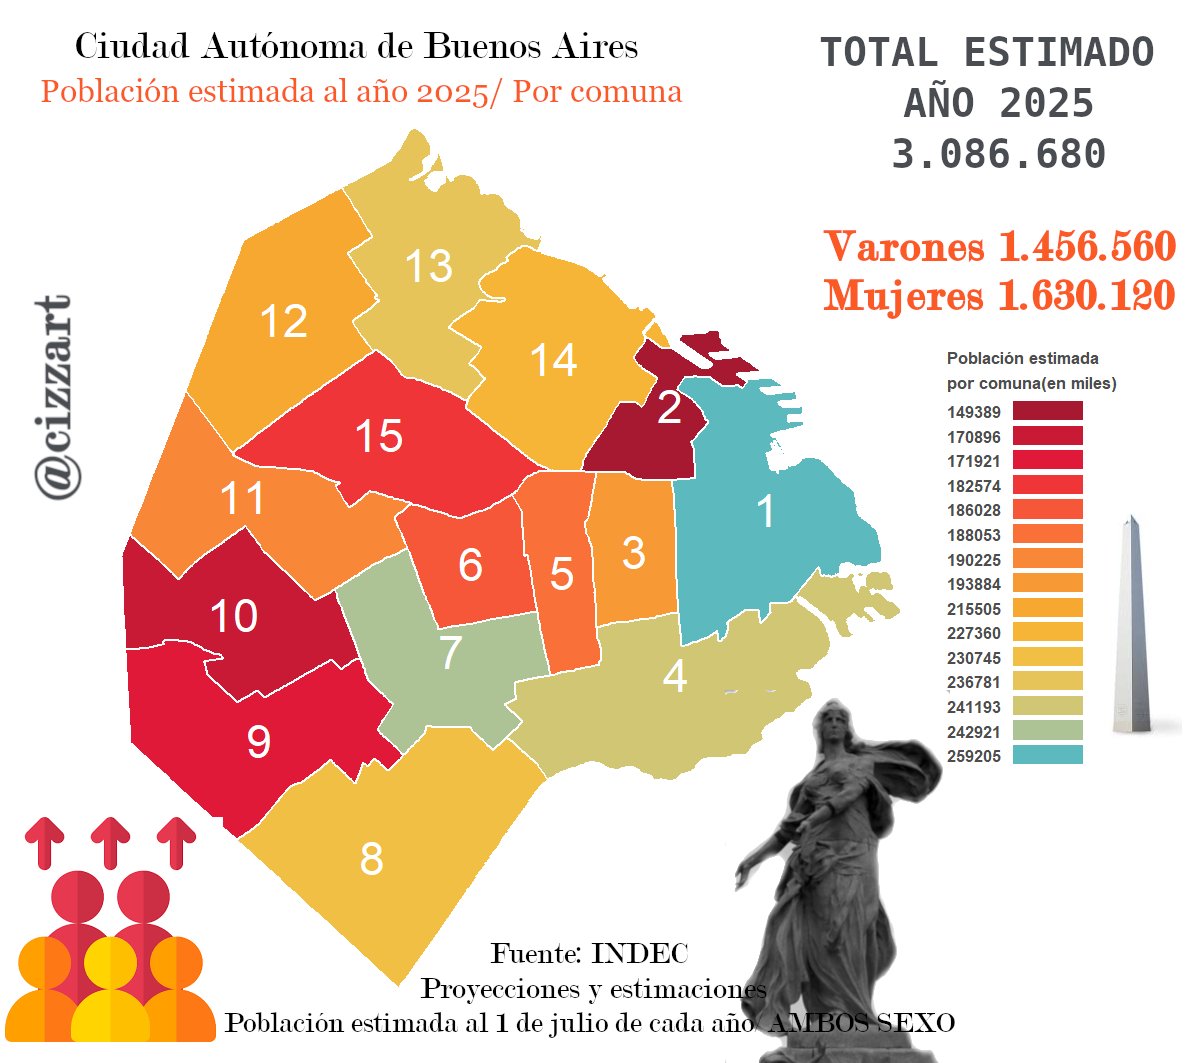 Ciudad Autónoma de Buenos Aires
Población estimada al año 2025/ Por comuna
TOTAL ESTIMADO
AÑO 2025
3.086.680
Varones 1.456.560
Mujeres 1.630.120
@cizzart
Población estimada
por comuna(en miles)
149389
170896
171921
182574
186028
188053
190225
193884
215505
227360
230745
236781
241193
242921
259205
13
12
14
2
15
11
1
3
6
5
10
7
4
9
8
Fuente: INDEC
Proyecciones y estimaciones
Población estimada al 1 de julio de cada año/ AMBOS SEXO